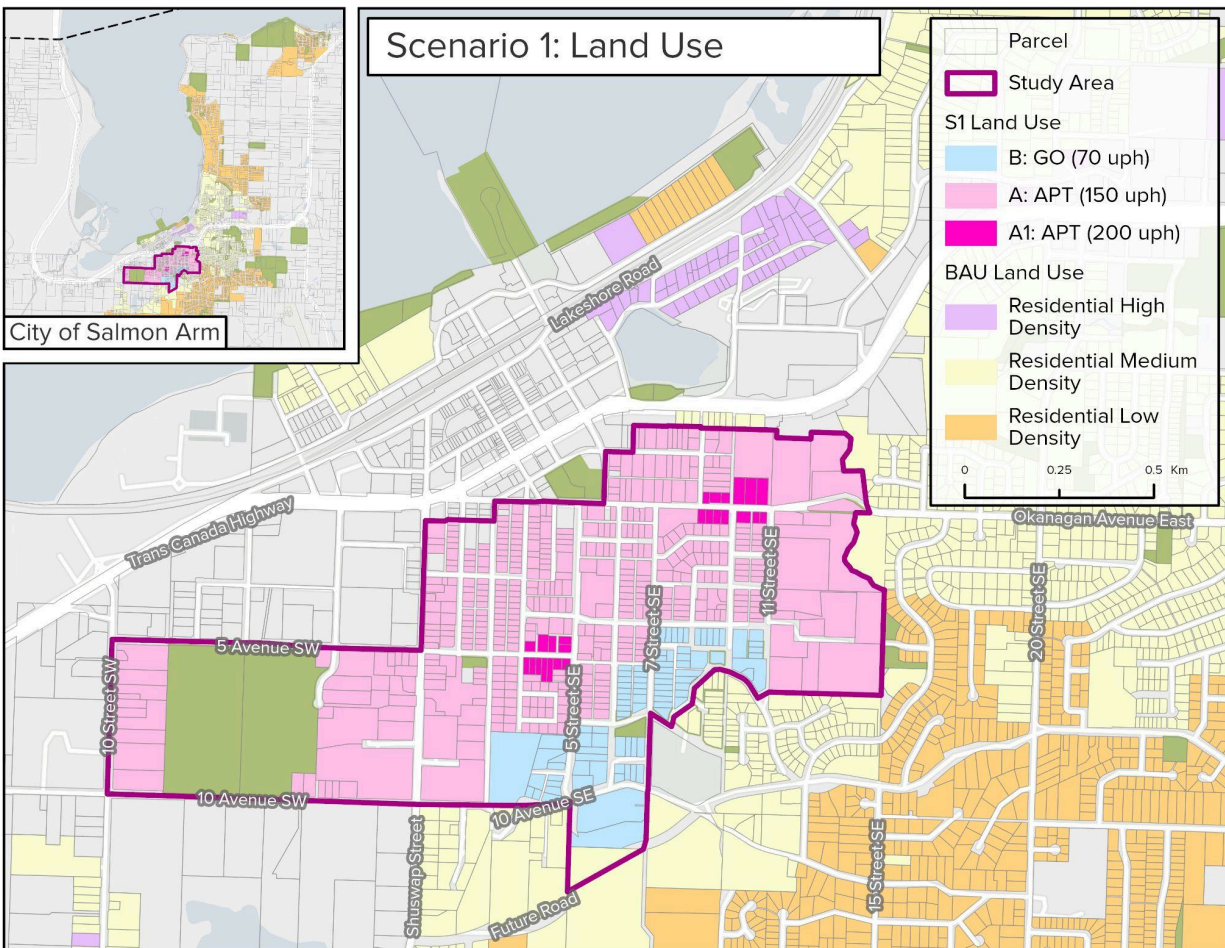 Scenario 1: Land Use
City of Salmon Arm
Parcel
Study Area
S1 Land Use
B: GO (70 uph)
A: APT (150 uph)
A1: APT (200 uph)
BAU Land Use
Residential High
Density
Residential Medium
Density
Residential Low
Density
0 0.25 0.5 Km
Lakeshore Road
Trans Canada Highway
Okanagan Avenue East
11 Street SE
20 Street SE
7 Street SE
5 Avenue SW
10 Street SW
5 Street SE
10 Avenue SW
10 Avenue SE
Shuswap Street
15 Street SE
Future Road